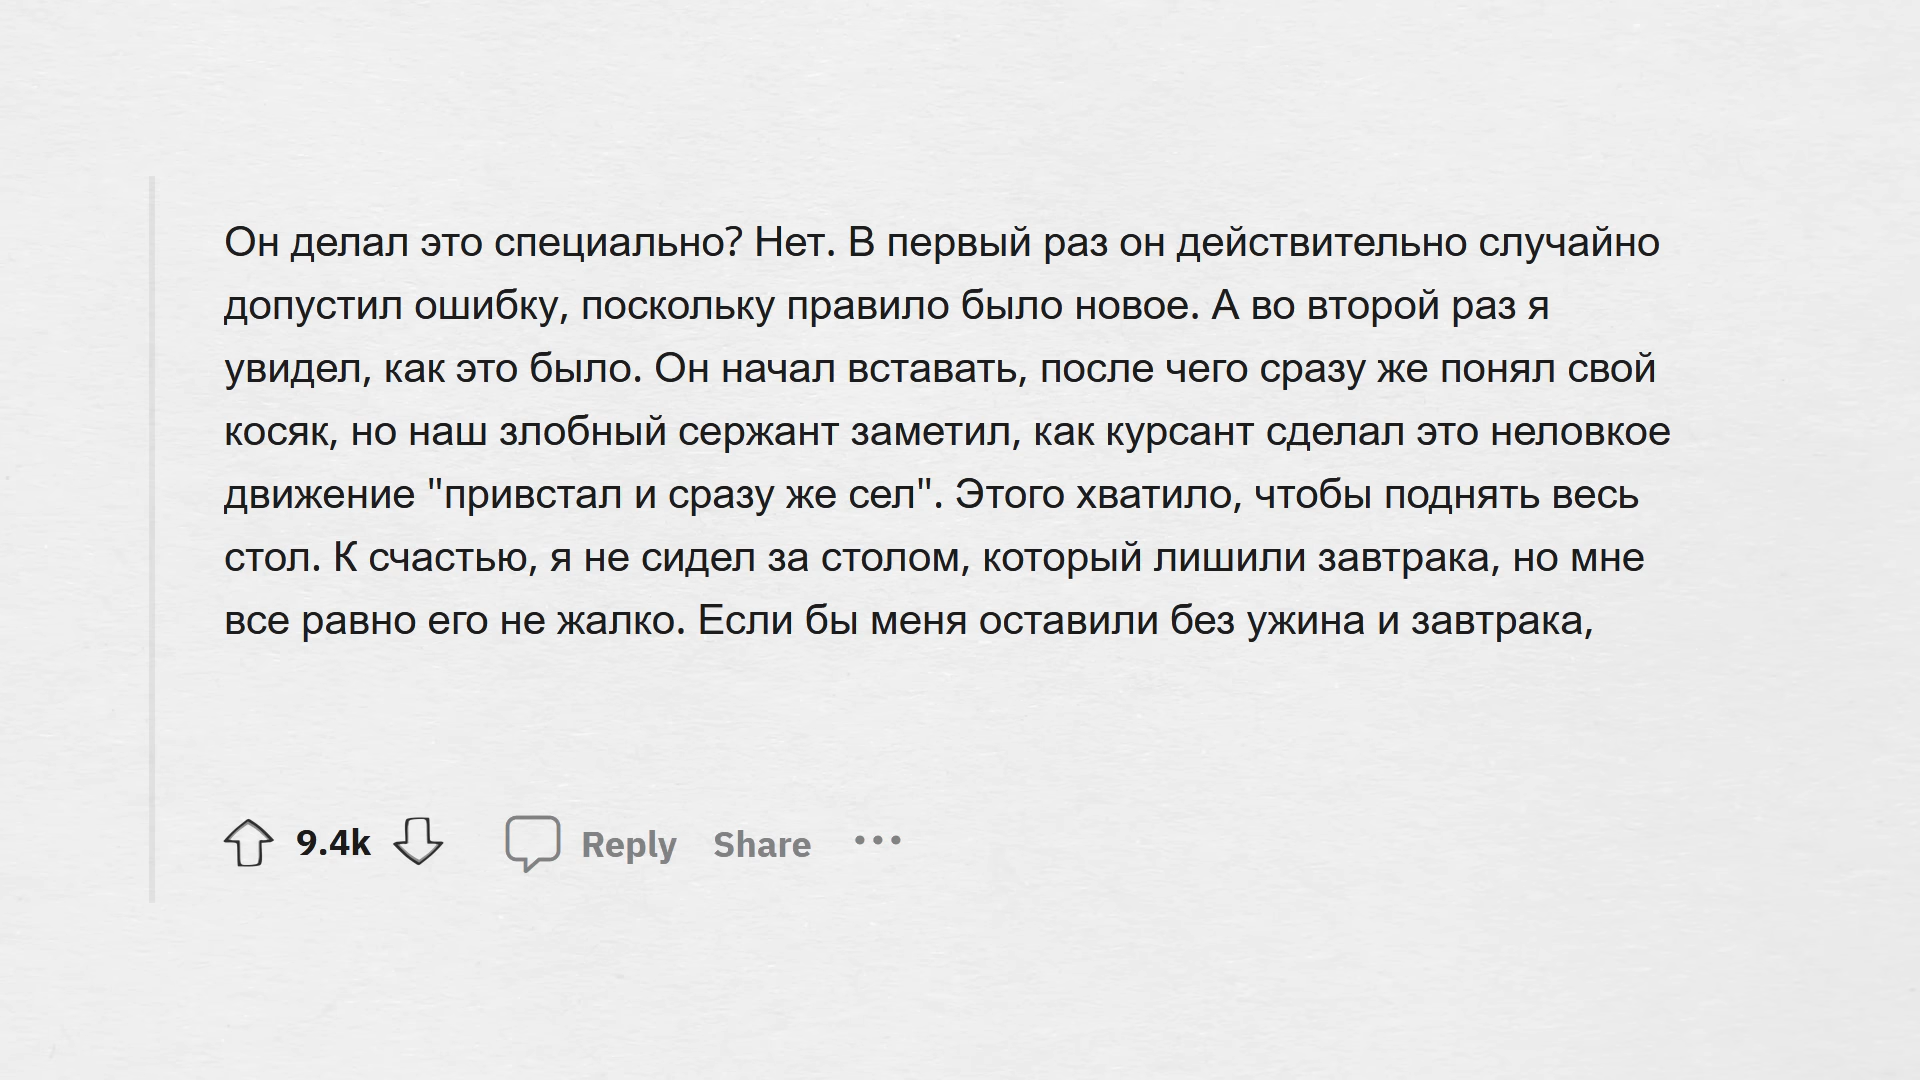 Он делал это специально? Нет. В первый раз он действительно случайно
допустил ошибку, поскольку правило было новое. А во второй раз я
увидел, как это было. Он начал вставать, после чего сразу же понял свой
косяк, но наш злобный сержант заметил, как курсант сделал это неловкое
движение "привстал и сразу же сел". Этого хватило, чтобы поднять весь
стол. К счастью, я не сидел за столом, который лишили завтрака, но мне
все равно его не жалко. Если бы меня оставили без ужина и завтрака,
9.4k Reply Share